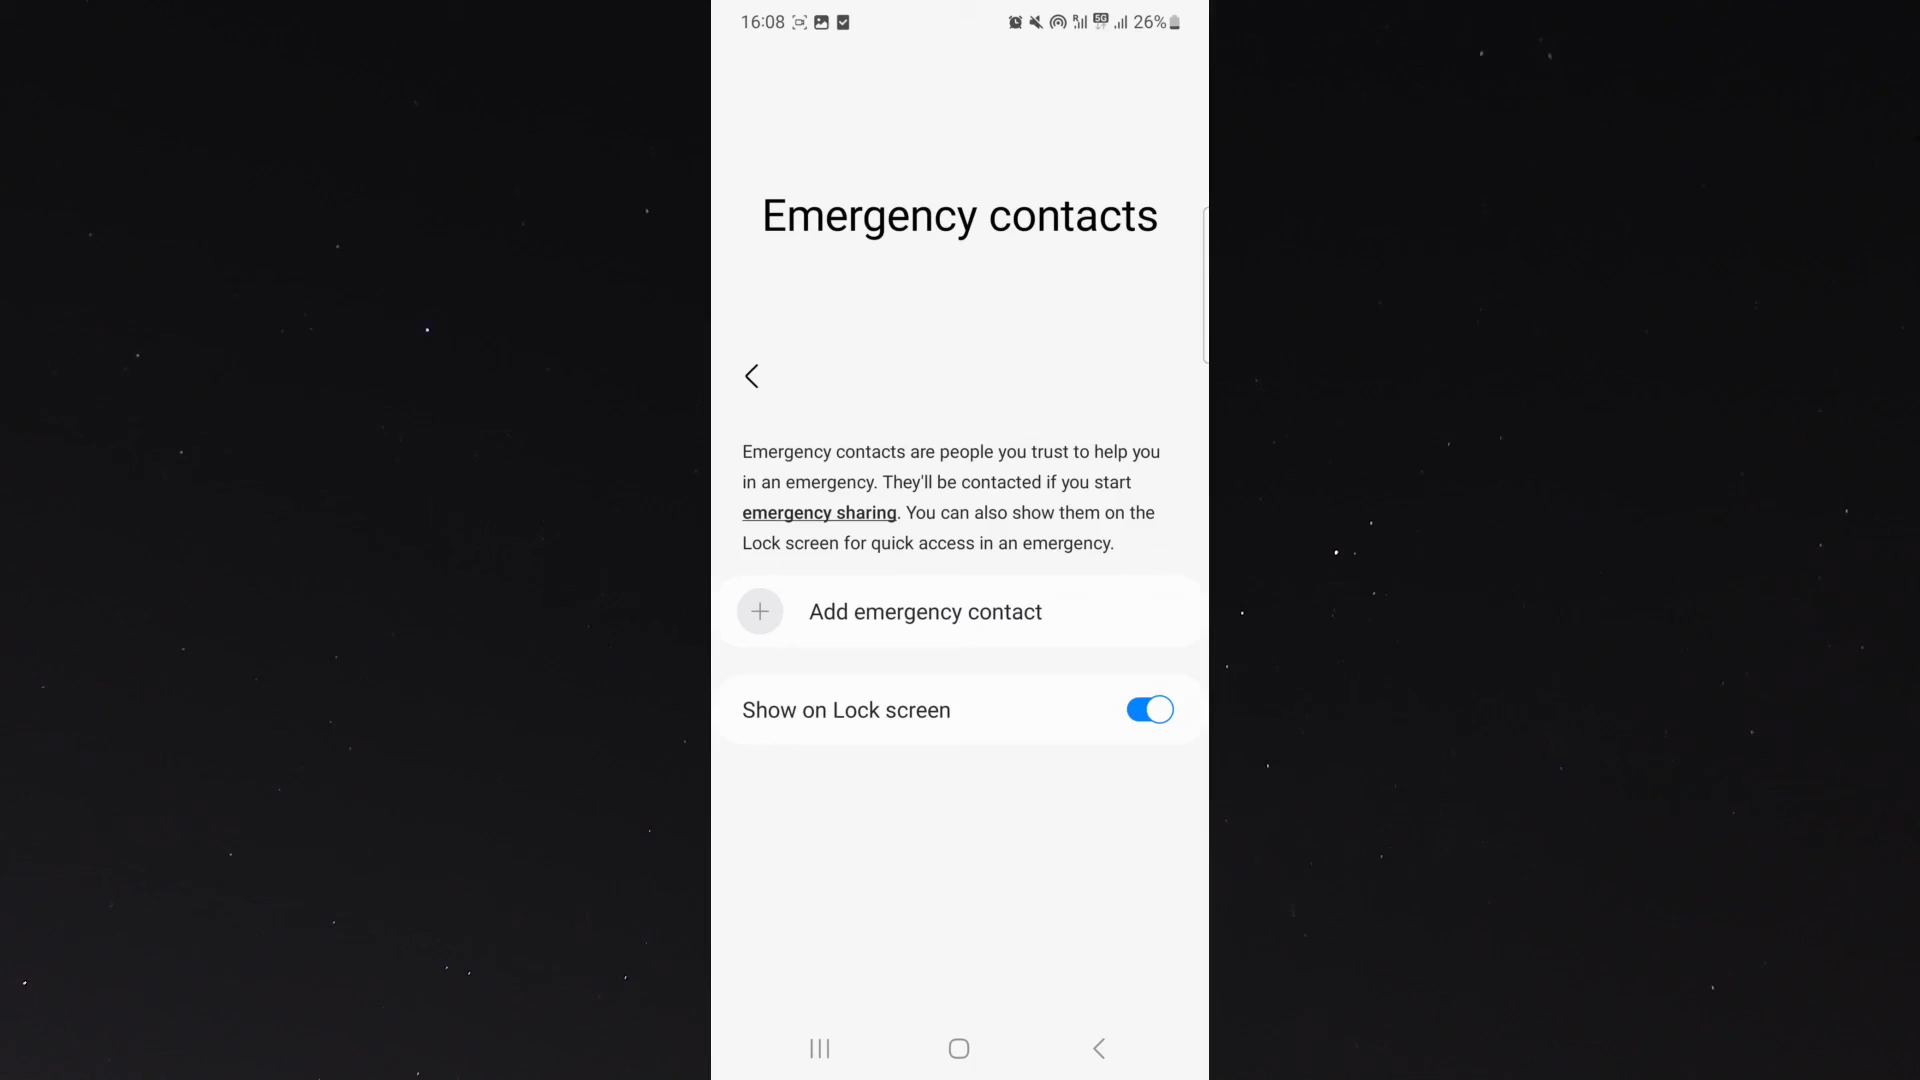 16:08
5G
26%
Emergency contacts
Emergency contacts are people you trust to help you
in an emergency. They'll be contacted if you start
emergency sharing. You can also show them on the
Lock screen for quick access in an emergency.
Add emergency contact
Show on Lock screen